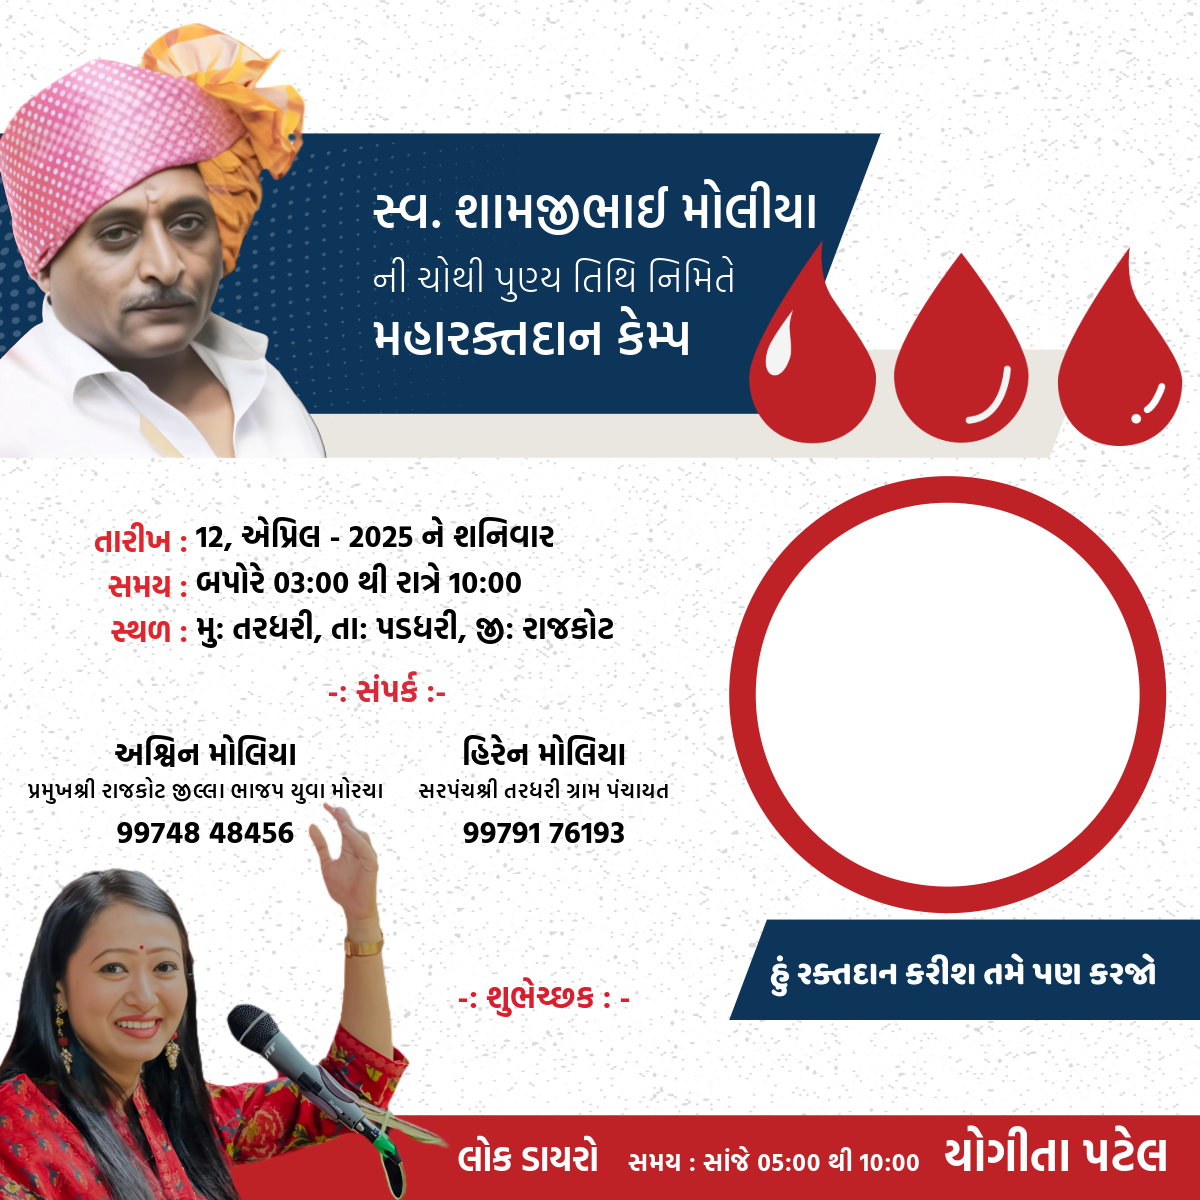 સ્વ. શામજીભાઈ મોલીયા
ની ચોથી પુણ્ય તિથિ નિમિતે
મહારક્તદાન કેમ્પ
તારીખ : 12, એપ્રિલ - 2025 ને શનિવાર
સમય : બપોરે 03:00 થી રાત્રે 10:00
સ્થળ : મુ: તરઘરી, તા: પડધરી, જી: રાજકોટ
-: સંપર્ક :-
અશ્વિન મોલિયા
પ્રમુખશ્રી રાજકોટ જીલ્લા ભાજપ યુવા મોરચા
99748 48456
હિરેન મોલિયા
સરપંચશ્રી તરઘરી ગ્રામ પંચાયત
99791 76193
હું રક્તદાન કરીશ તમે પણ કરજો
-: શુભેચ્છક : -
લોક ડાયરો સમય : સાંજે 05:00 થી 10:00 યોગીતા પટેલ